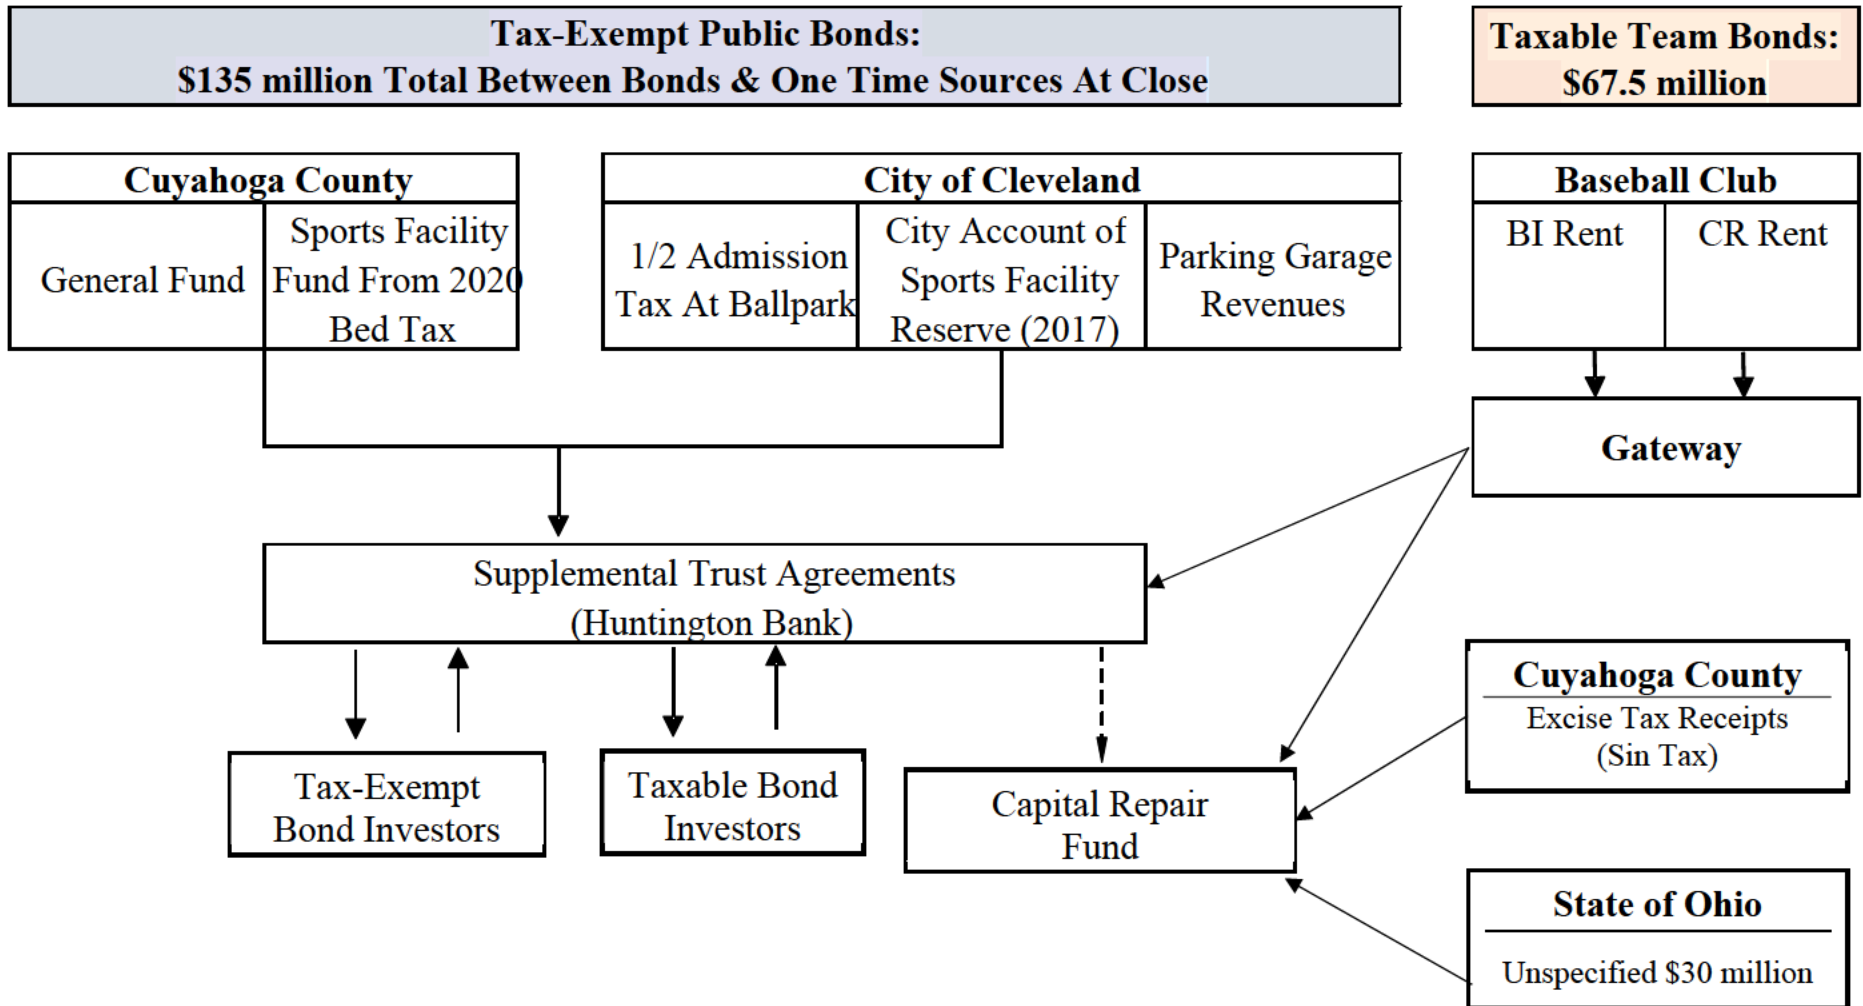 Tax-Exempt Public Bonds:
$135 million Total Between Bonds & One Time Sources At Close
Taxable Team Bonds:
$67.5 million
Cuyahoga County
General Fund
Sports Facility
Fund From 2020
Bed Tax
City of Cleveland
1/2 Admission
Tax At Ballpark
City Account of
Sports Facility
Reserve (2017)
Parking Garage
Revenues
Baseball Club
BI Rent
CR Rent
Gateway
Supplemental Trust Agreements
(Huntington Bank)
Tax-Exempt
Bond Investors
Taxable Bond
Investors
Capital Repair
Fund
Cuyahoga County
Excise Tax Receipts
(Sin Tax)
State of Ohio
Unspecified $30 million